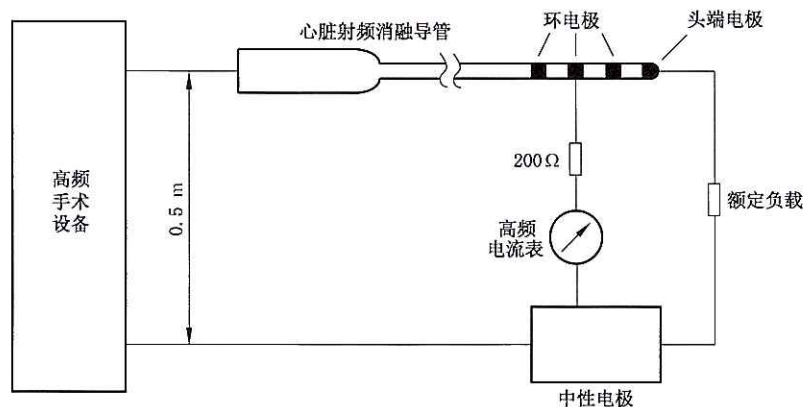 心脏射频消融导管
环电极
头端电极
高频
手术
设备
0.5 m
200Ω
高频
电流表
额定负载
中性电极